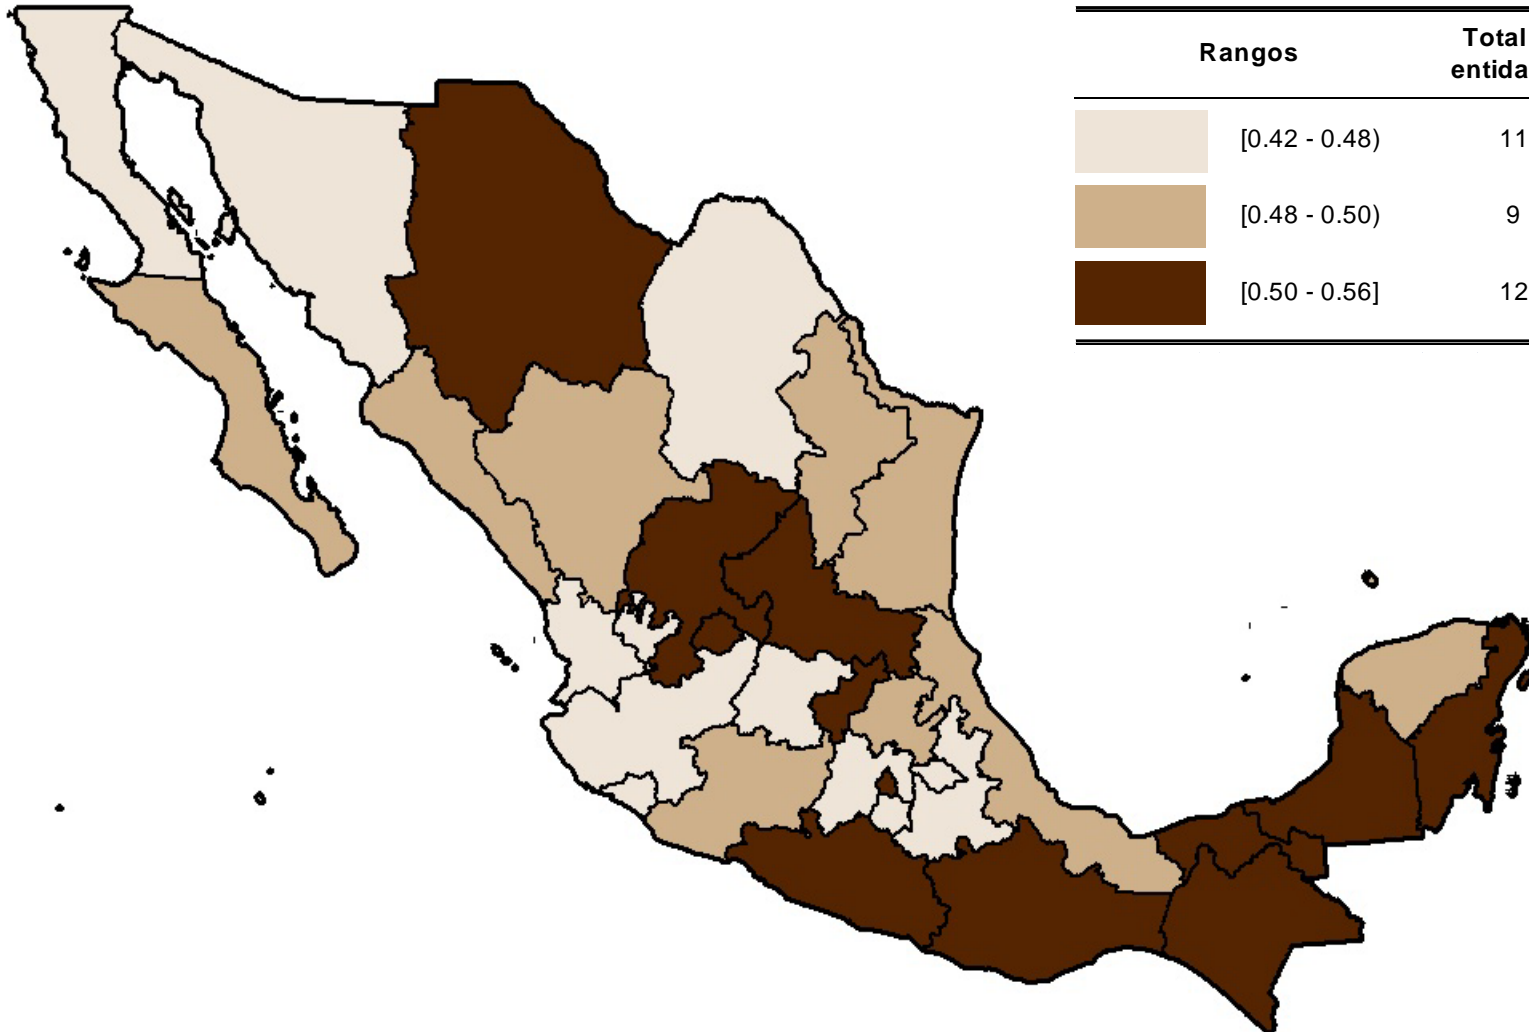 Rangos Total
entida
[0.42 - 0.48) 11
[0.48 - 0.50) 9
[0.50 - 0.56] 12